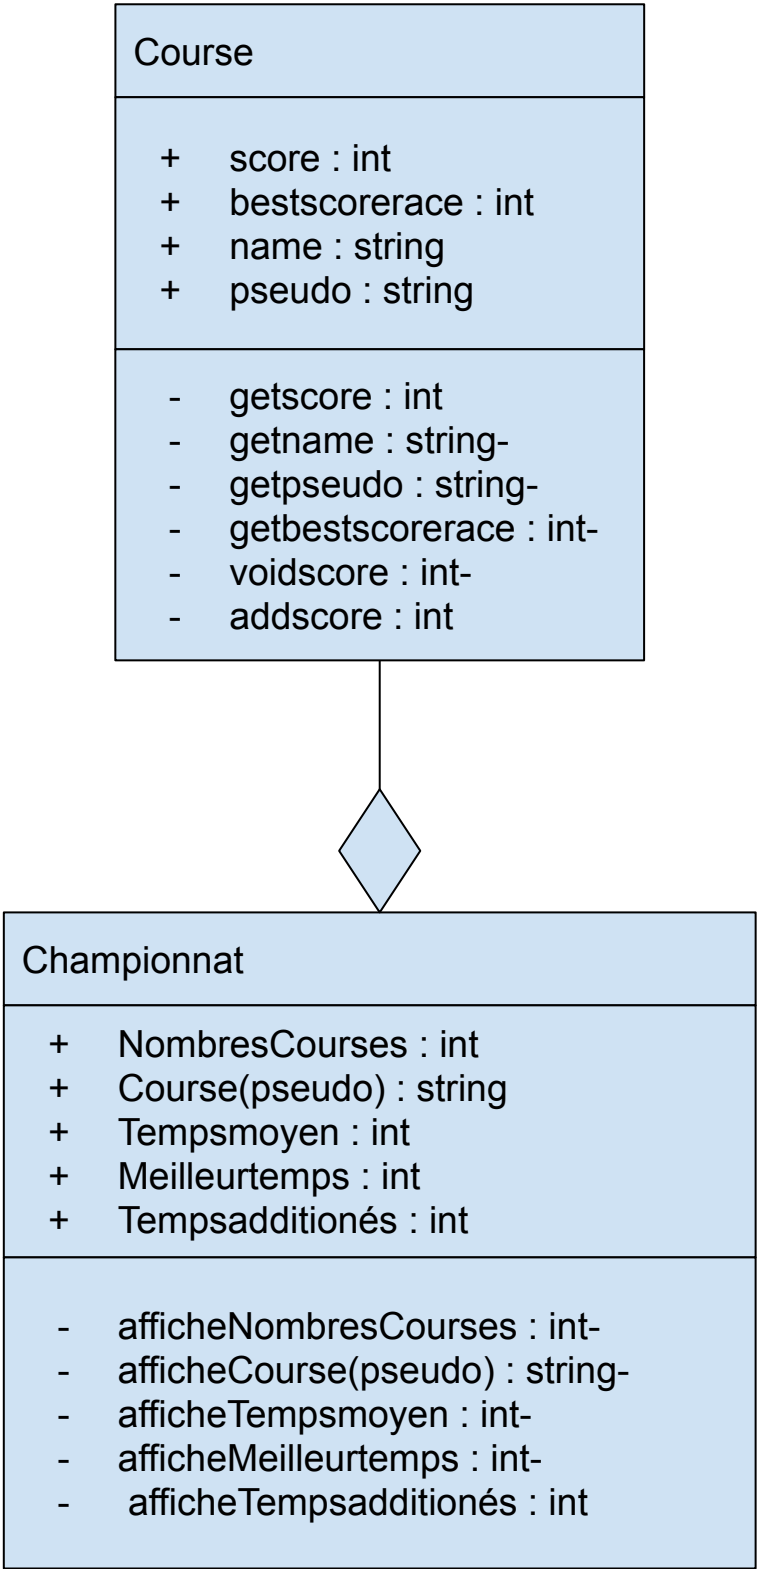 Course
+ score : int
+ bestscorerace : int
+ name : string
+ pseudo : string
- getscore : int
- getname : string-
- getpseudo : string-
- getbestscorerace : int-
- voidscore : int-
- addscore : int
Championnat
+ NombresCourses : int
+ Course(pseudo) : string
+ Tempsmoyen : int
+ Meilleurtemps : int
+ Tempsadditionés : int
- afficheNombresCourses : int-
- afficheCourse(pseudo) : string-
- afficheTempsmoyen : int-
- afficheMeilleurtemps : int-
- afficheTempsadditionés : int